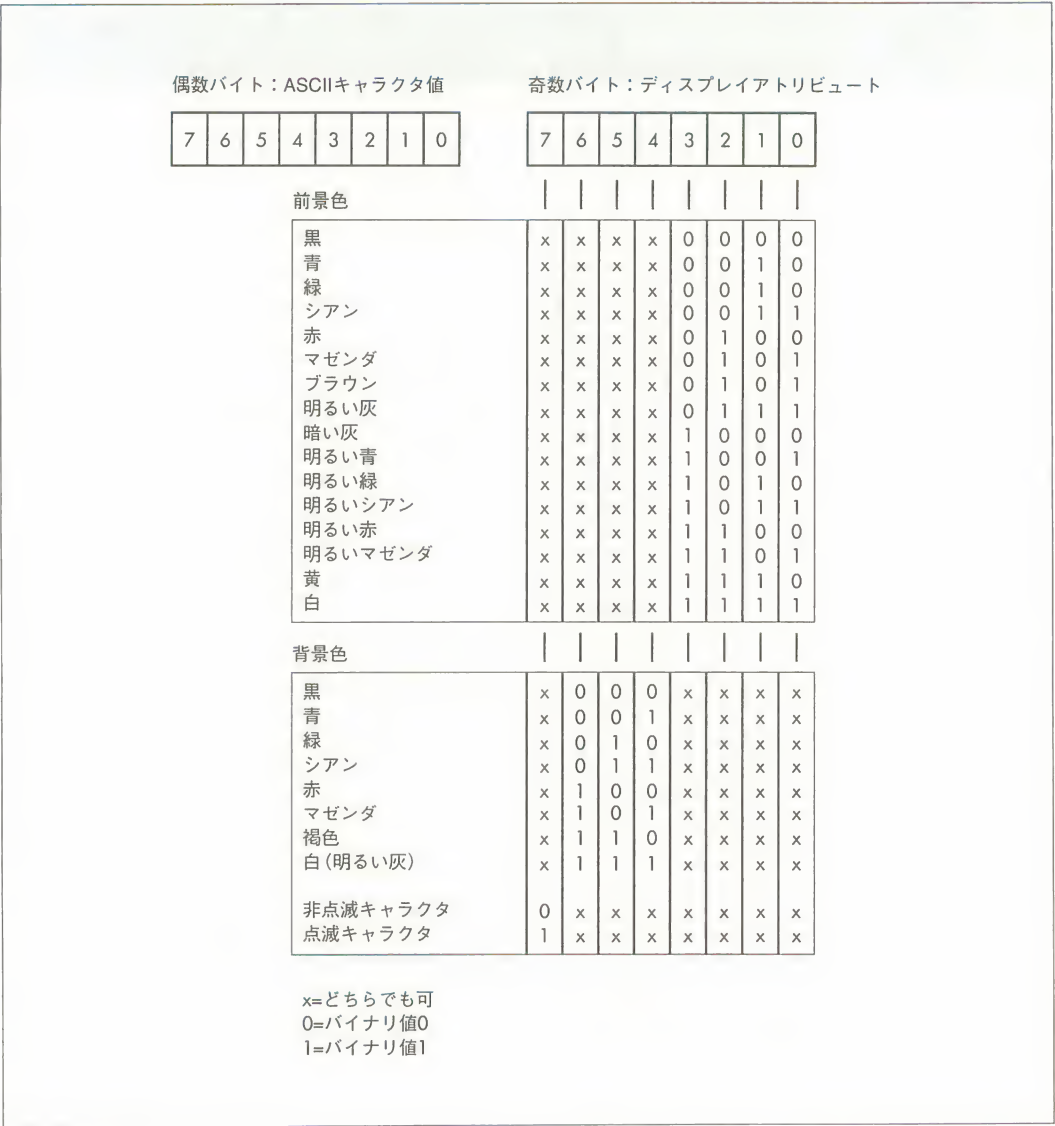 偶数バイト：ASCIIキャラクタ値 奇数バイト：ディスプレイアトリビュート
7 6 5 4 3 2 1 0 7 6 5 4 3 2 1 0
前景色
黒 x x x x 0 0 0 0
青 x x x x 0 0 1 0
緑 x x x x 0 0 1 0
シアン x x x x 0 0 1 1
赤 x x x x 0 1 0 0
マゼンダ x x x x 0 1 0 1
ブラウン x x x x 0 1 0 1
明るい灰 x x x x 0 1 1 1
暗い灰 x x x x 1 0 0 0
明るい青 x x x x 1 0 0 1
明るい緑 x x x x 1 0 1 0
明るいシアン x x x x 1 0 1 1
明るい赤 x x x x 1 1 0 0
明るいマゼンダ x x x x 1 1 0 1
黄 x x x x 1 1 1 0
白 x x x x 1 1 1 1
背景色
黒 x 0 0 0 x x x x
青 x 0 0 1 x x x x
緑 x 0 1 0 x x x x
シアン x 0 1 1 x x x x
赤 x 1 0 0 x x x x
マゼンダ x 1 0 1 x x x x
褐色 x 1 1 0 x x x x
白(明るい灰) x 1 1 1 x x x x
非点滅キャラクタ 0 x x x x x x x
点滅キャラクタ 1 x x x x x x x
x=どちらでも可
0=バイナリ値0
1=バイナリ値1